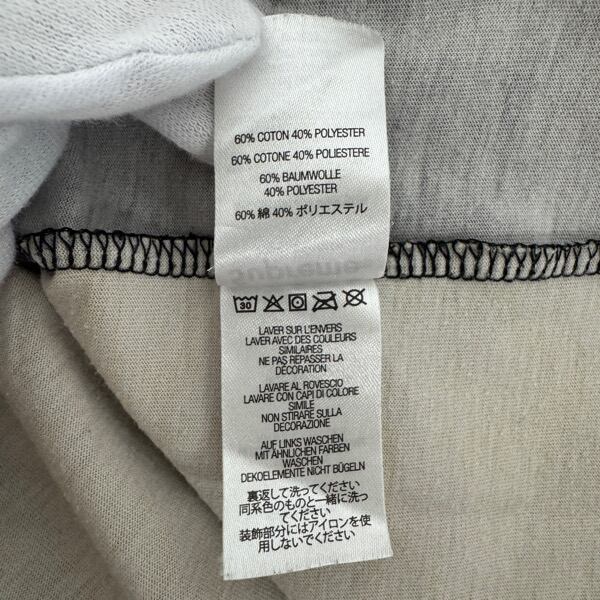 60% COTON 40% POLYESTER
60% COTONE 40% POLIESTERE
60% BAUMWOLLE
40% POLYESTER
60% 綿 40% ポリエステル
Supreme
30
LAVER SUR L'ENVERS
LAVER AVEC DES COULEURS
SIMILAIRES
NE PAS REPASSER LA
DÉCORATION
LAVARE AL ROVESCIO
LAVARE CON CAPI DI COLORE
SIMILE
NON STIRARE SULLA
DECORAZIONE
AUF LINKS WASCHEN
MIT ÄHNLICHEN FARBEN
WASCHEN
DEKOELEMENTE NICHT BÜGELN
裏返して洗ってください
同系色のものと一緒に洗っ
てください
装飾部分にはアイロンを使
用しないでください